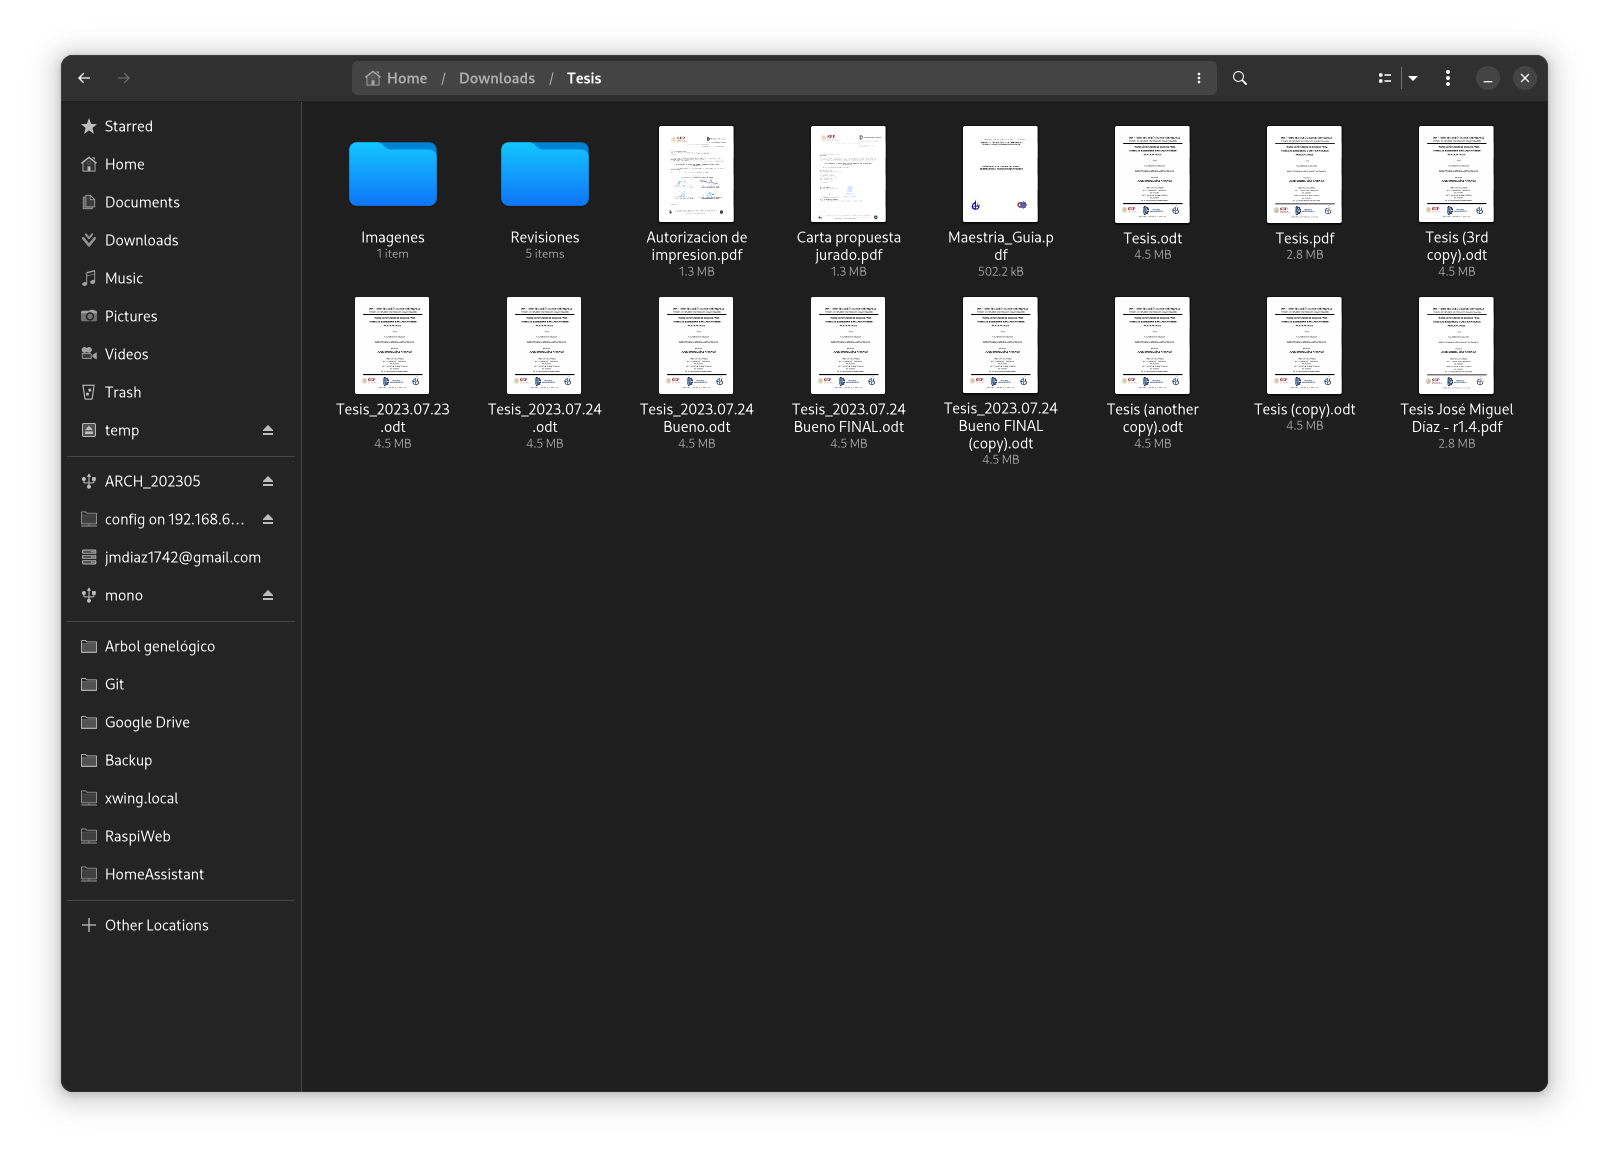 Home / Downloads / Tesis
Starred
Home
Documents
Downloads
Music
Pictures
Videos
Trash
temp
ARCH_202305
config on 192.168.6...
jmdiaz1742@gmail.com
mono
Arbol genelógico
Git
Google Drive
Backup
xwing.local
RaspiWeb
HomeAssistant
Other Locations
Imagenes
1 item
Revisiones
5 items
Autorizacion de
impresion.pdf
1.3 MB
Carta propuesta
jurado.pdf
1.3 MB
Maestria_Guia.p
df
502.2 kB
Tesis.odt
4.5 MB
Tesis.pdf
2.8 MB
Tesis (3rd
copy).odt
4.5 MB
Tesis_2023.07.23
.odt
4.5 MB
Tesis_2023.07.24
.odt
4.5 MB
Tesis_2023.07.24
Bueno.odt
4.5 MB
Tesis_2023.07.24
Bueno FINAL.odt
4.5 MB
Tesis_2023.07.24
Bueno FINAL
(copy).odt
4.5 MB
Tesis (another
copy).odt
4.5 MB
Tesis (copy).odt
4.5 MB
Tesis José Miguel
Díaz - r1.4.pdf
2.8 MB